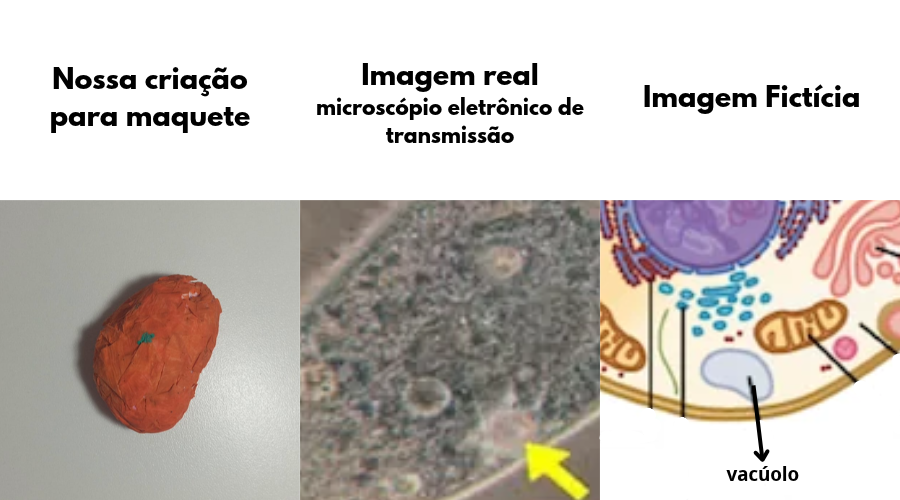 Nossa criação
para maquete
Imagem real
microscópio eletrônico de
transmissão
Imagem Fictícia
vacúolo